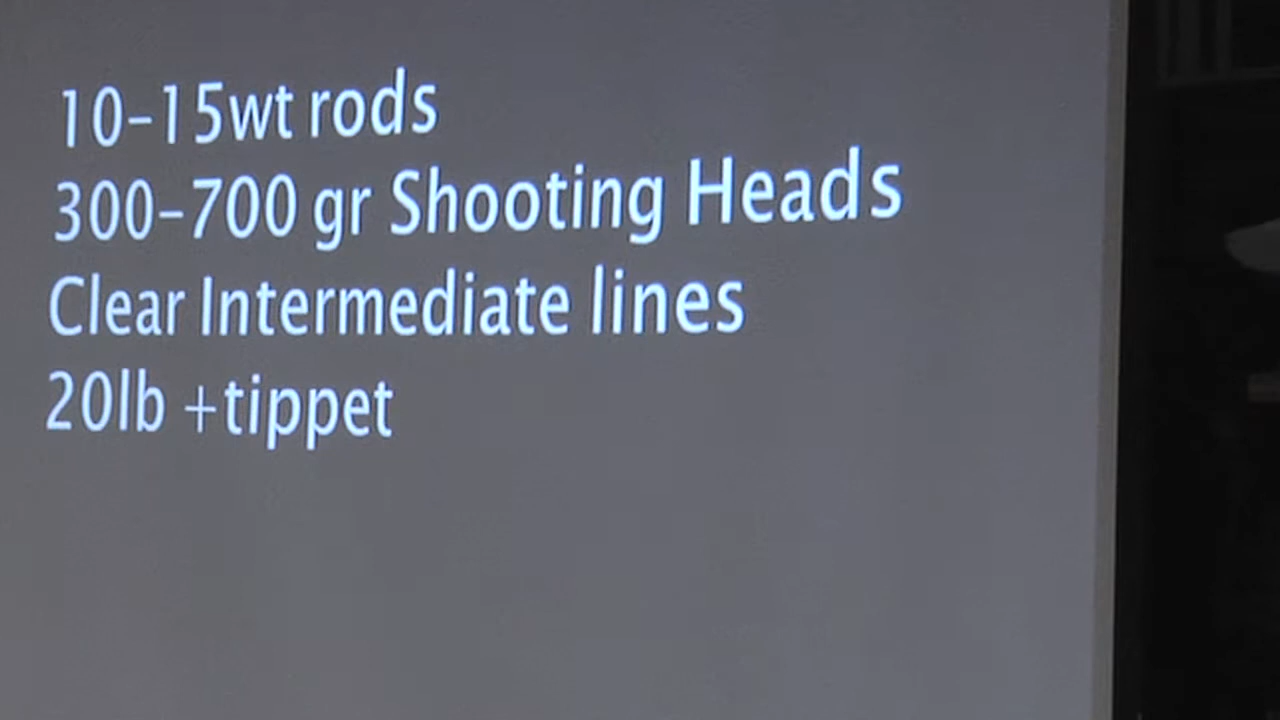 10-15wt rods
300-700 gr Shooting Heads
Clear Intermediate lines
20lb +tippet